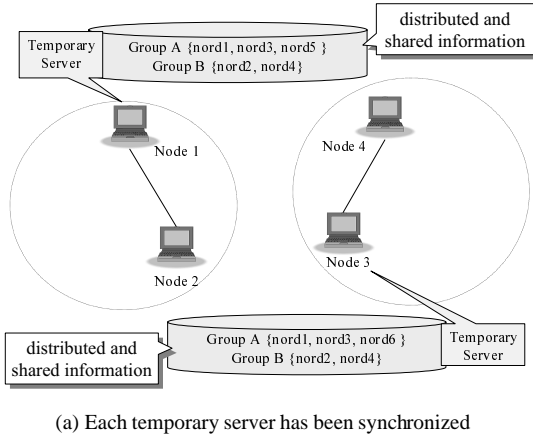 distributed and
shared information
Temporary
Server
Group A {nord1, nord3, nord5 }
Group B {nord2, nord4}
Node 1
Node 2
Node 4
Node 3
distributed and
shared information
Group A {nord1, nord3, nord6 }
Group B {nord2, nord4}
Temporary
Server
(a) Each temporary server has been synchronized